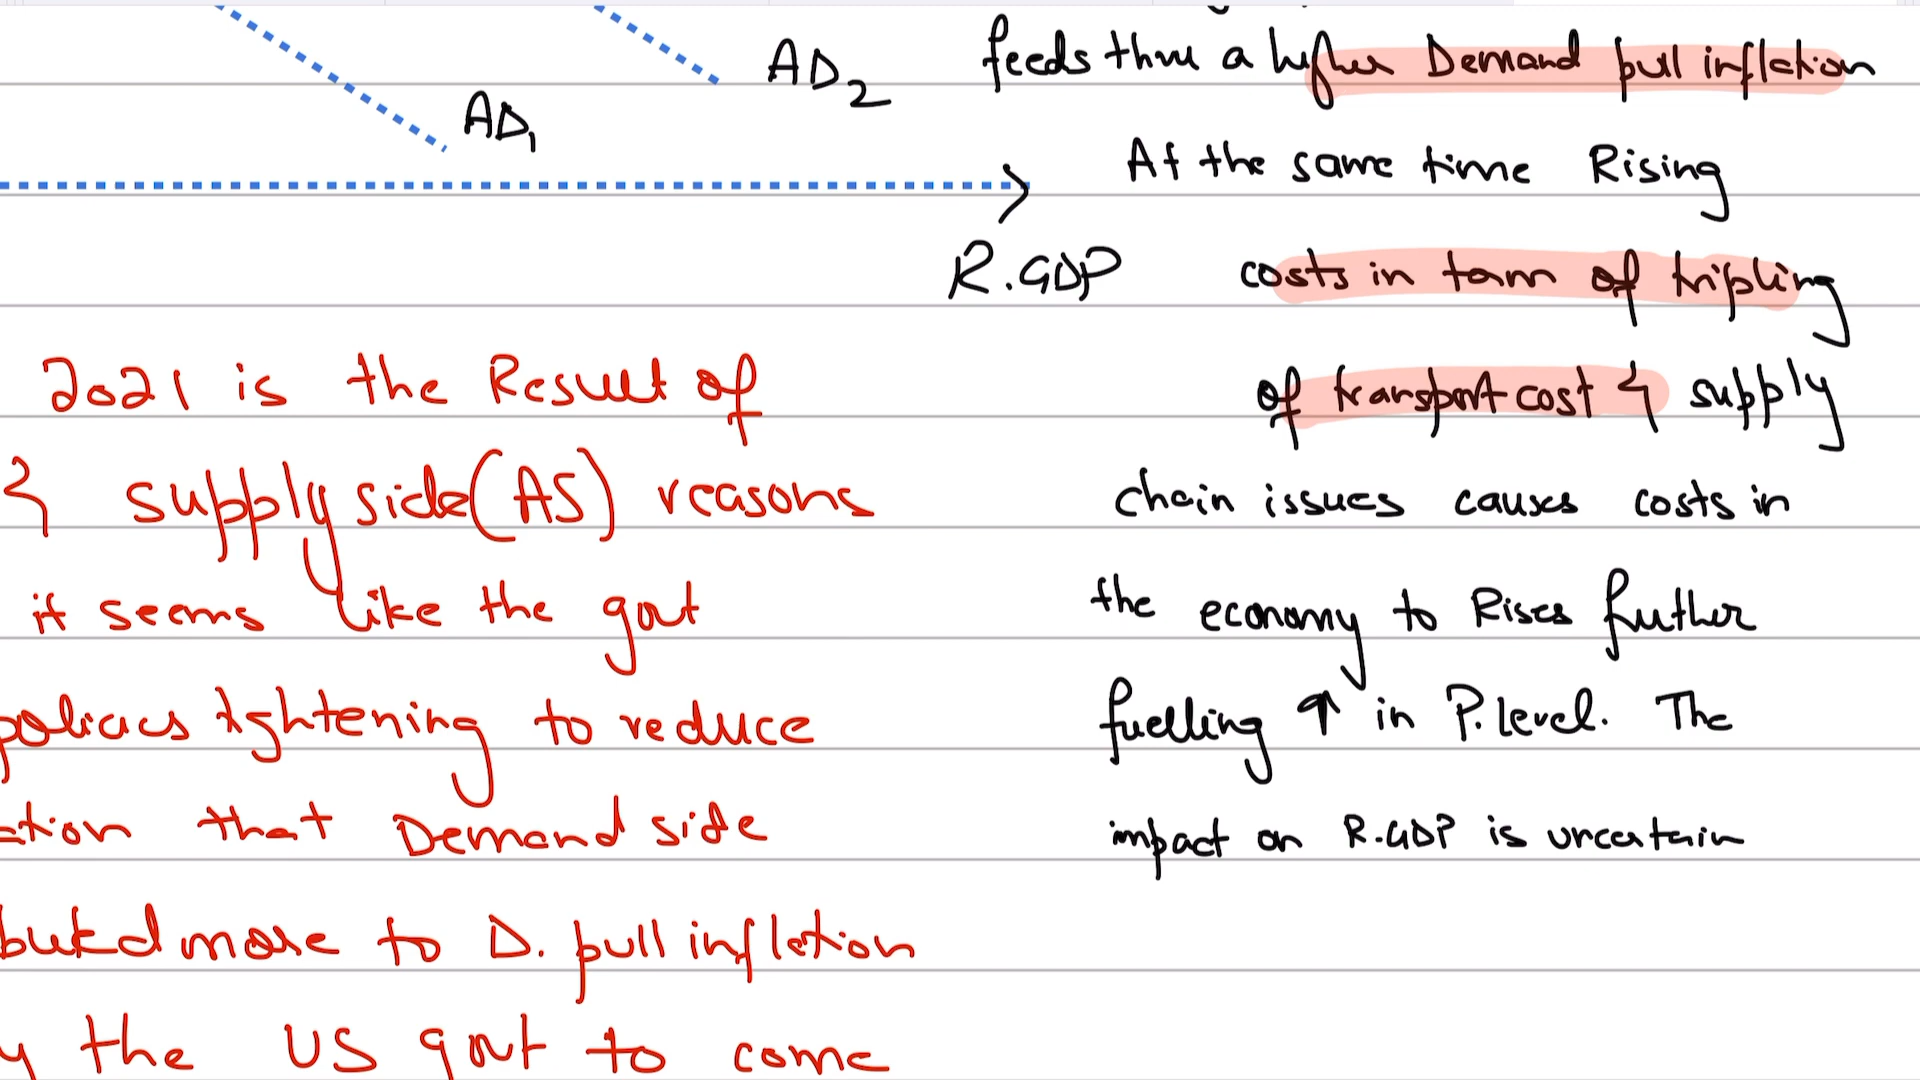 AD2
AD1
R.GDP
feeds thru a higher Demand pull inflation
At the same time Rising
costs in tarm of tripling
of transport cost & supply
chain issues causes costs in
the economy to Rises futher
fuelling ↑ in P.level. The
impact on R.GDP is uncertain
2021 is the Result of
& supply side (AS) reasons
it seems like the govt
policies tightening to reduce
that Demand side
more to D. pull inflation
the US govt to come